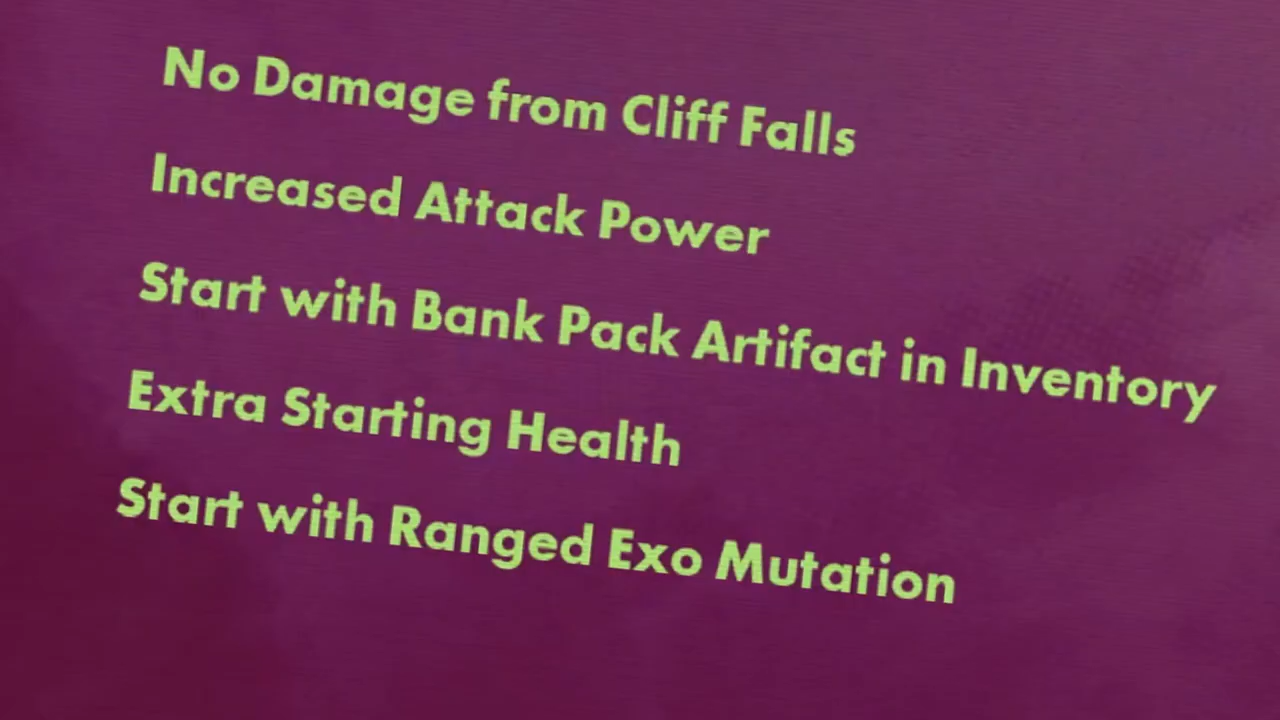 No Damage from Cliff Falls
Increased Attack Power
Start with Bank Pack Artifact in Inventory
Extra Starting Health
Start with Ranged Exo Mutation